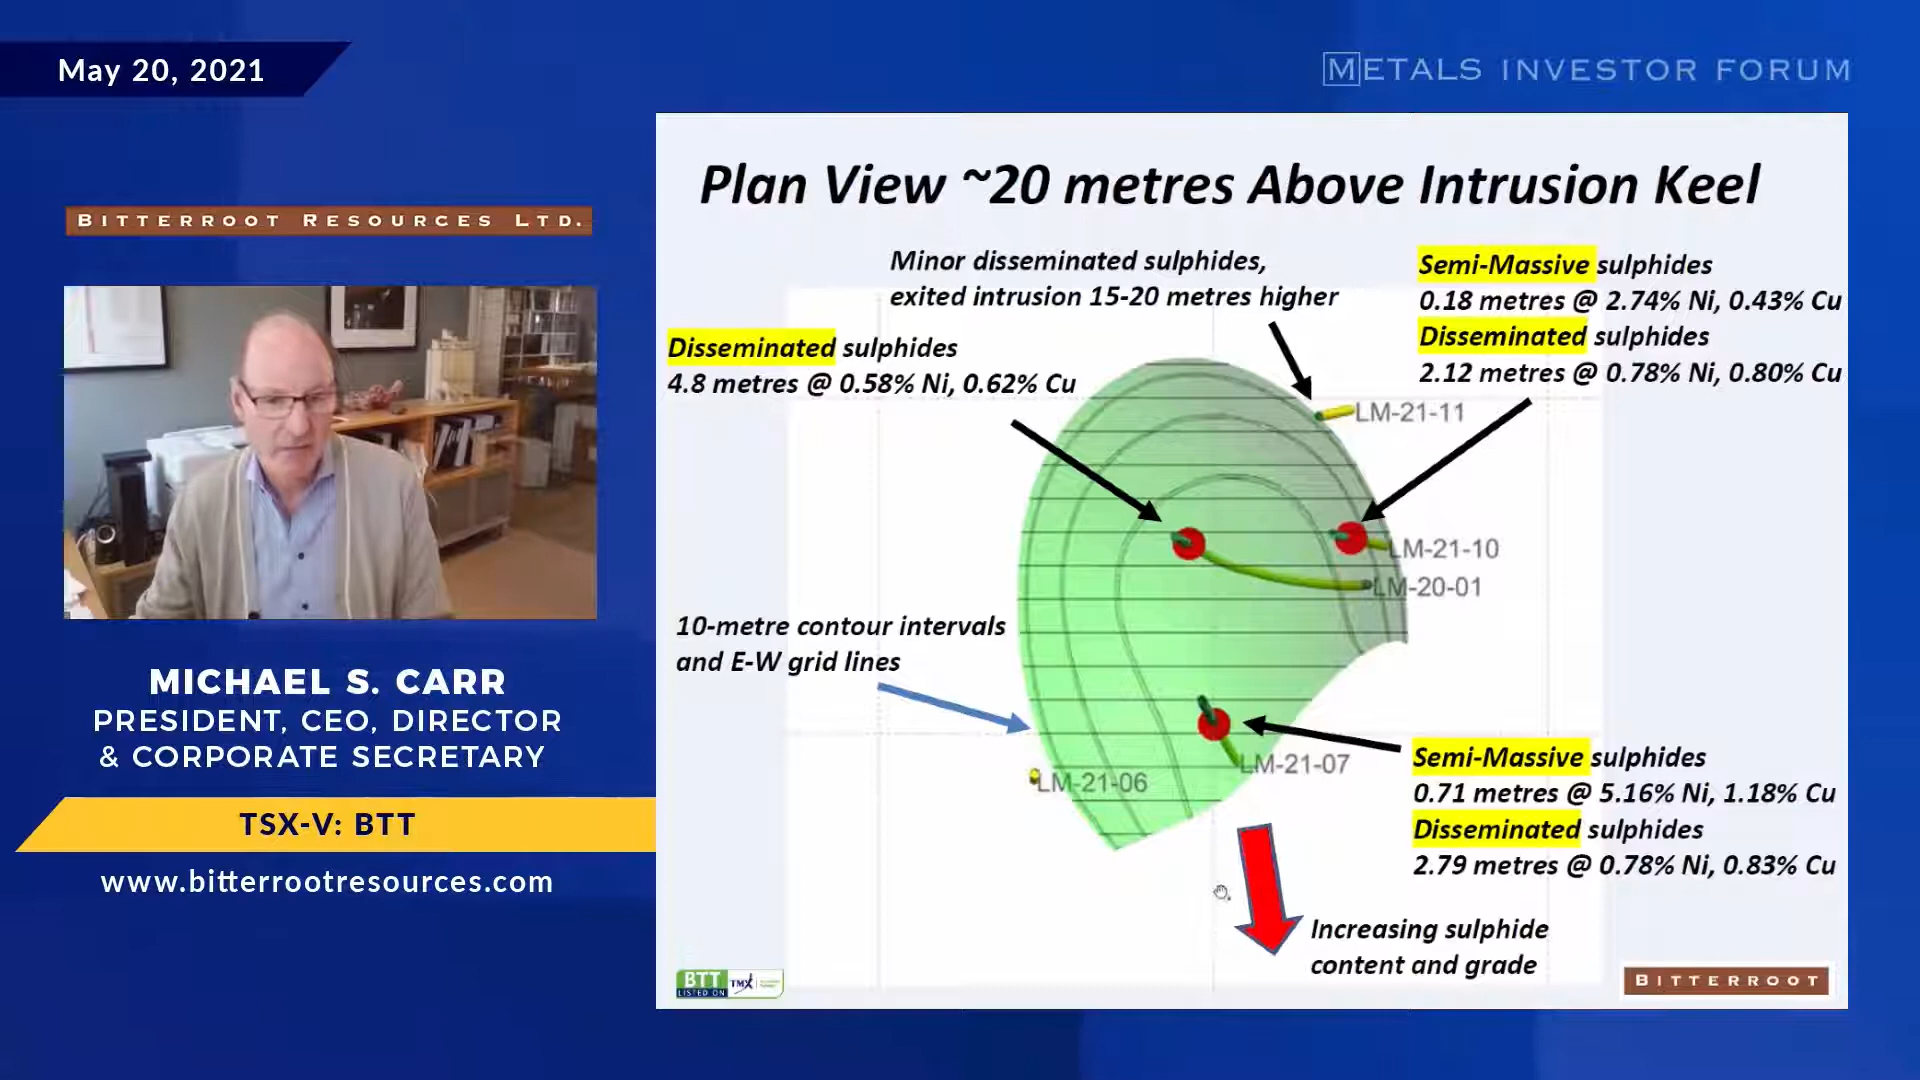 May 20, 2021
METALS INVESTOR FORUM
BITTERROOT RESOURCES LTD.
MICHAEL S. CARR
PRESIDENT, CEO, DIRECTOR
& CORPORATE SECRETARY
TSX-V: BTT
www.bitterrootresources.com
Plan View ~20 metres Above Intrusion Keel
Minor disseminated sulphides,
exited intrusion 15-20 metres higher
Semi-Massive sulphides
0.18 metres @ 2.74% Ni, 0.43% Cu
Disseminated sulphides
2.12 metres @ 0.78% Ni, 0.80% Cu
Disseminated sulphides
4.8 metres @ 0.58% Ni, 0.62% Cu
LM-21-11
LM-21-10
LM-20-01
10-metre contour intervals
and E-W grid lines
LM-21-07
LM-21-06
Semi-Massive sulphides
0.71 metres @ 5.16% Ni, 1.18% Cu
Disseminated sulphides
2.79 metres @ 0.78% Ni, 0.83% Cu
Increasing sulphide
content and grade
BTT
LISTED ON
TMX
BITTERROOT